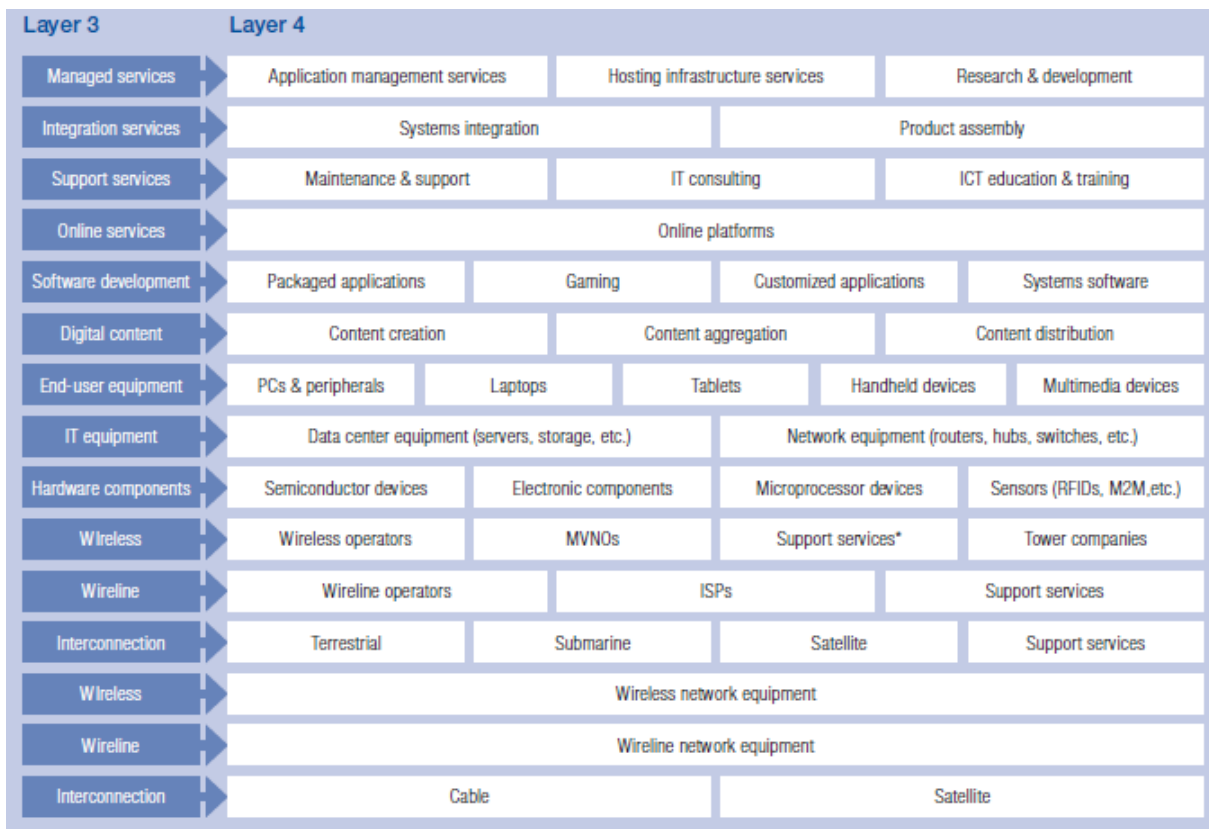 Layer 3 Layer 4
Managed services Application management services Hosting infrastructure services Research & development
Integration services Systems integration Product assembly
Support services Maintenance & support IT consulting ICT education & training
Online services Online platforms
Software development Packaged applications Gaming Customized applications Systems software
Digital content Content creation Content aggregation Content distribution
End-user equipment PCs & peripherals Laptops Tablets Handheld devices Multimedia devices
IT equipment Data center equipment (servers, storage, etc.) Network equipment (routers, hubs, switches, etc.)
Hardware components Semiconductor devices Electronic components Microprocessor devices Sensors (RFIDs, M2M,etc.)
WIreless Wireless operators MVNOs Support services* Tower companies
Wireline Wireline operators ISPs Support services
Interconnection Terrestrial Submarine Satellite Support services
WIreless Wireless network equipment
Wireline Wireline network equipment
Interconnection Cable Satellite